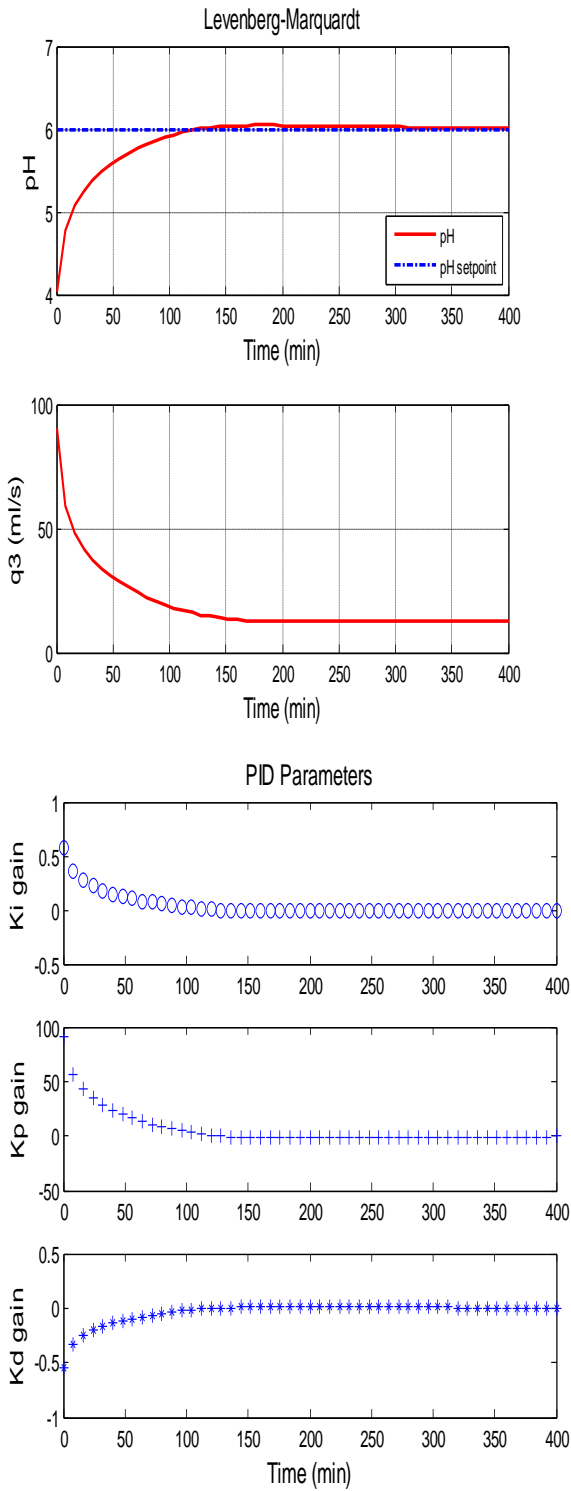 Levenberg-Marquardt
7
6
5
4
pH
pH
pH setpoint
0 50 100 150 200 250 300 350 400
Time (min)
100
50
0
q3 (ml/s)
0 50 100 150 200 250 300 350 400
Time (min)
PID Parameters
1
0.5
0
-0.5
Ki gain
0 50 100 150 200 250 300 350 400
100
50
0
-50
Kp gain
0 50 100 150 200 250 300 350 400
0.5
0
-0.5
-1
Kd gain
0 50 100 150 200 250 300 350 400
Time (min)